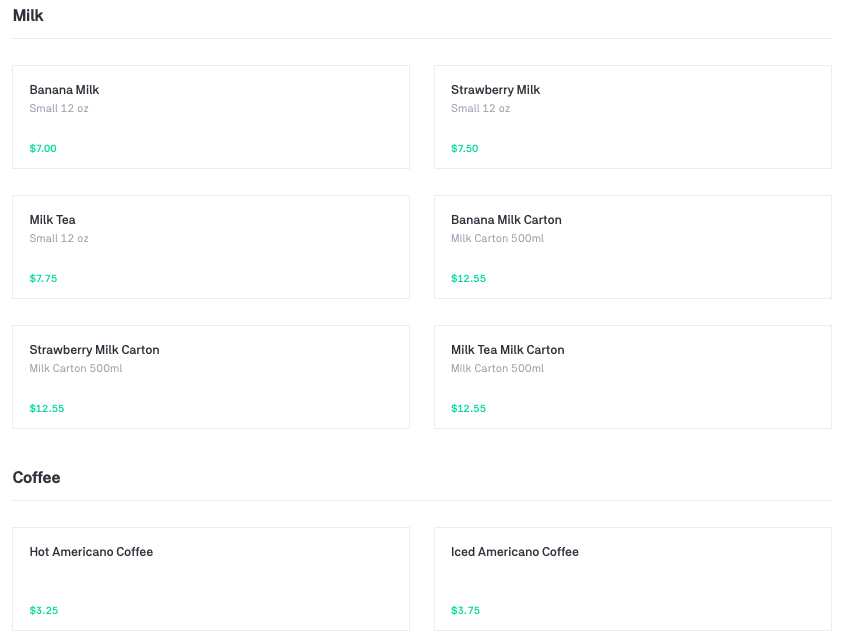 Milk
Banana Milk
Small 12 oz
$7.00
Strawberry Milk
Small 12 oz
$7.50
Milk Tea
Small 12 oz
$7.75
Banana Milk Carton
Milk Carton 500ml
$12.55
Strawberry Milk Carton
Milk Carton 500ml
$12.55
Milk Tea Milk Carton
Milk Carton 500ml
$12.55
Coffee
Hot Americano Coffee
$3.25
Iced Americano Coffee
$3.75